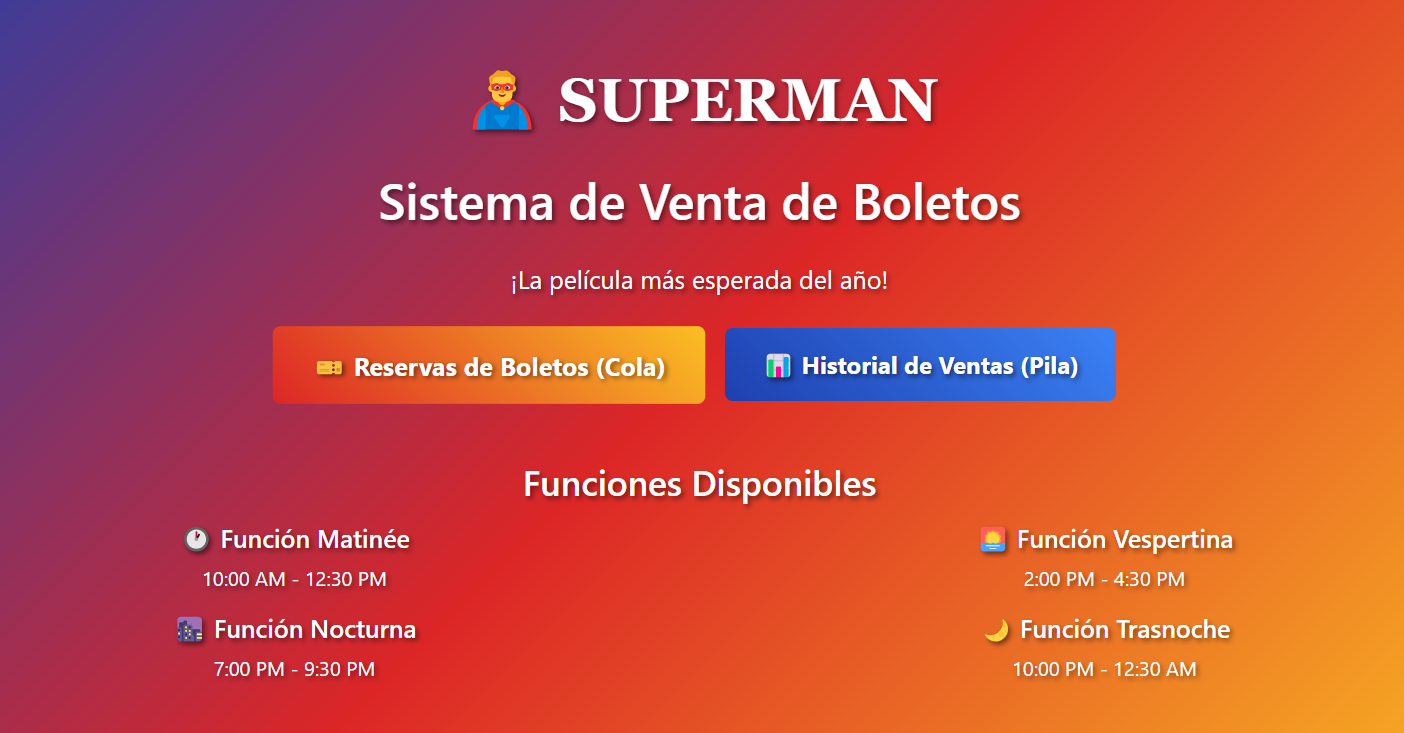 SUPERMAN
Sistema de Venta de Boletos
¡La película más esperada del año!
Reservas de Boletos (Cola)
Historial de Ventas (Pila)
Funciones Disponibles
Función Matinée
10:00 AM - 12:30 PM
Función Vespertina
2:00 PM - 4:30 PM
Función Nocturna
7:00 PM - 9:30 PM
Función Trasnoche
10:00 PM - 12:30 AM